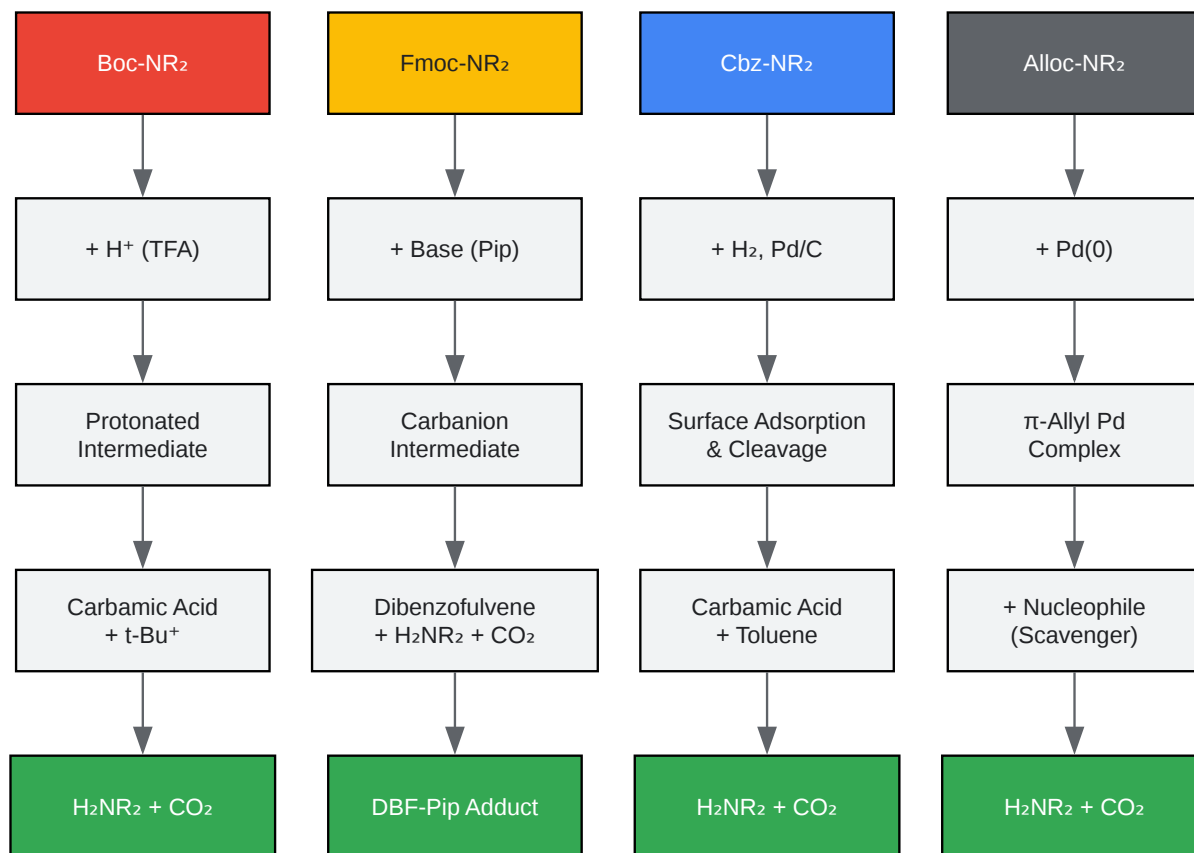 Boc-NR₂
Fmoc-NR₂
Cbz-NR₂
Alloc-NR₂
+ H⁺ (TFA)
+ Base (Pip)
+ H₂, Pd/C
+ Pd(0)
Protonated
Intermediate
Carbanion
Intermediate
Surface Adsorption
& Cleavage
π-Allyl Pd
Complex
Carbamic Acid
+ t-Bu⁺
Dibenzofulvene
+ H₂NR₂ + CO₂
Carbamic Acid
+ Toluene
+ Nucleophile
(Scavenger)
H₂NR₂ + CO₂
DBF-Pip Adduct
H₂NR₂ + CO₂
H₂NR₂ + CO₂